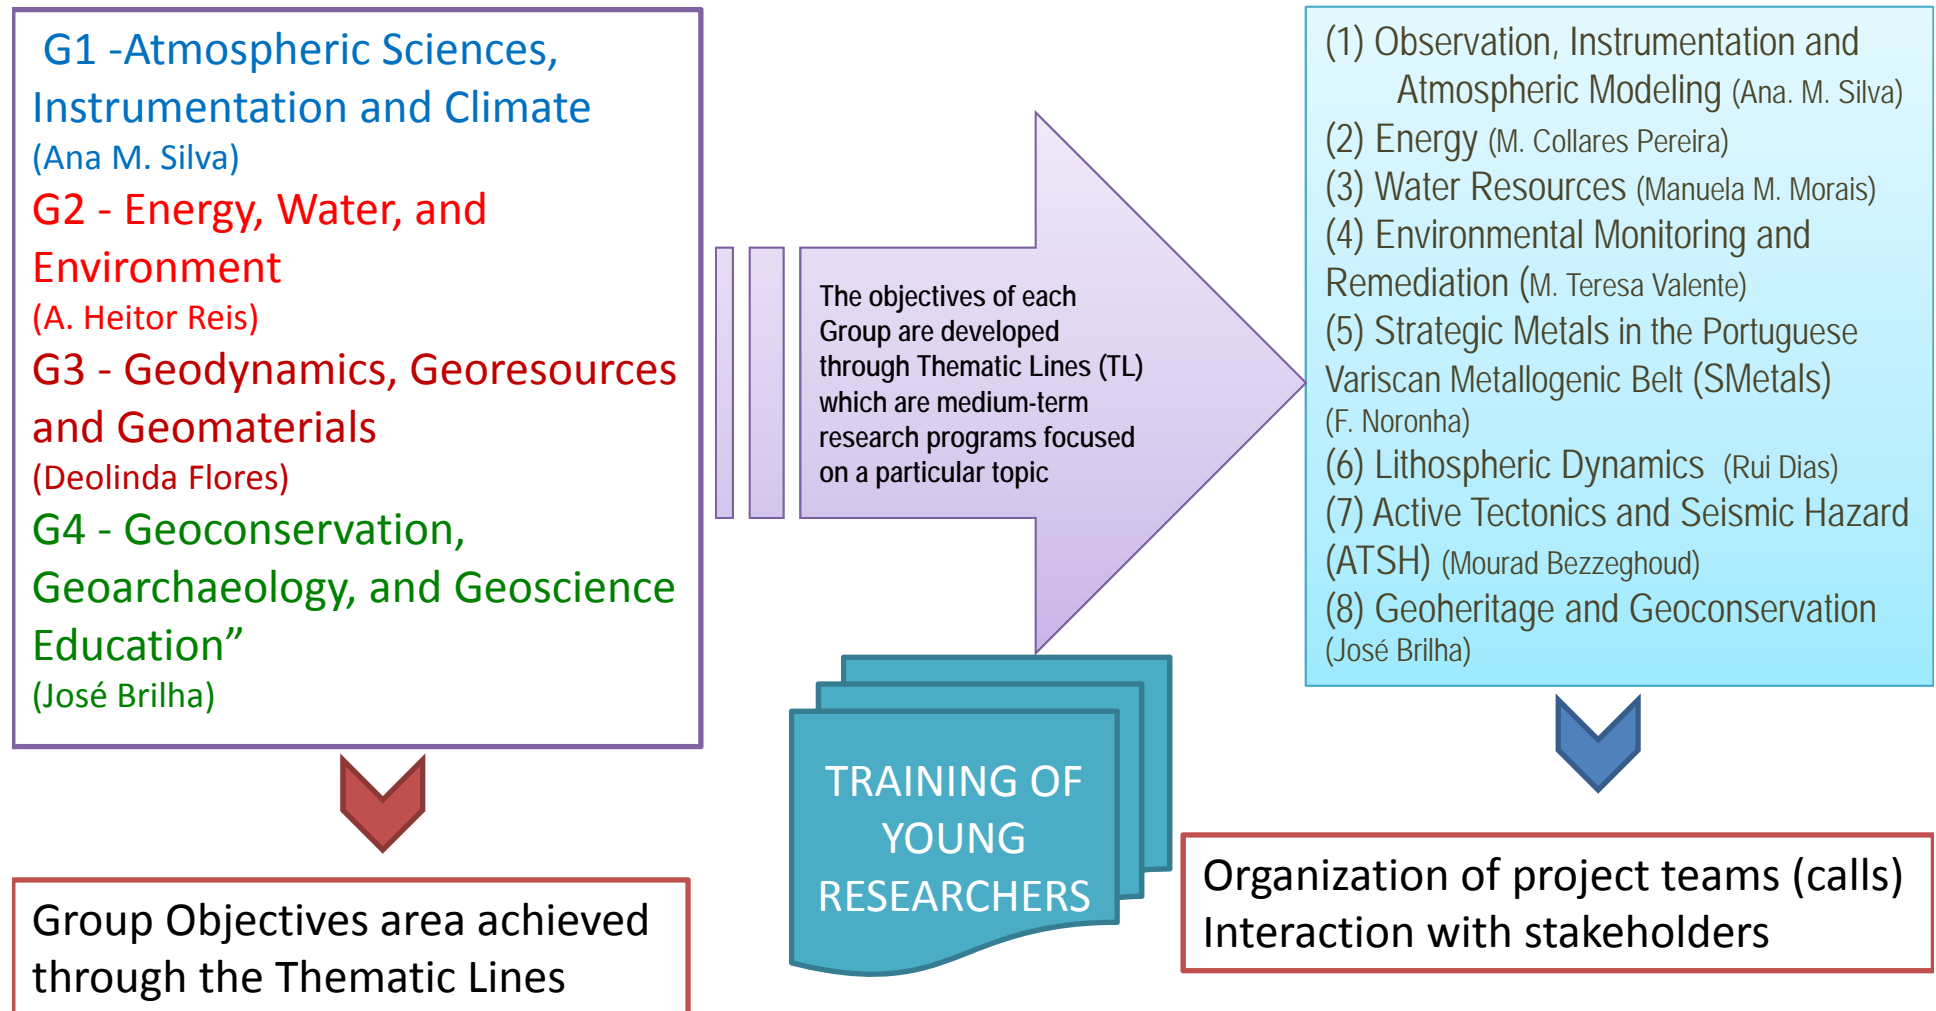 G1 -Atmospheric Sciences,
Instrumentation and Climate
(Ana M. Silva)
G2 - Energy, Water, and
Environment
(A. Heitor Reis)
G3 - Geodynamics, Georesources
and Geomaterials
(Deolinda Flores)
G4 - Geoconservation,
Geoarchaeology, and Geoscience
Education”
(José Brilha)
Group Objectives area achieved
through the Thematic Lines
The objectives of each
Group are developed
through Thematic Lines (TL)
which are medium-term
research programs focused
on a particular topic
TRAINING OF
YOUNG
RESEARCHERS
(1) Observation, Instrumentation and
Atmospheric Modeling (Ana. M. Silva)
(2) Energy (M. Collares Pereira)
(3) Water Resources (Manuela M. Morais)
(4) Environmental Monitoring and
Remediation (M. Teresa Valente)
(5) Strategic Metals in the Portuguese
Variscan Metallogenic Belt (SMetals)
(F. Noronha)
(6) Lithospheric Dynamics (Rui Dias)
(7) Active Tectonics and Seismic Hazard
(ATSH) (Mourad Bezzeghoud)
(8) Geoheritage and Geoconservation
(José Brilha)
Organization of project teams (calls)
Interaction with stakeholders